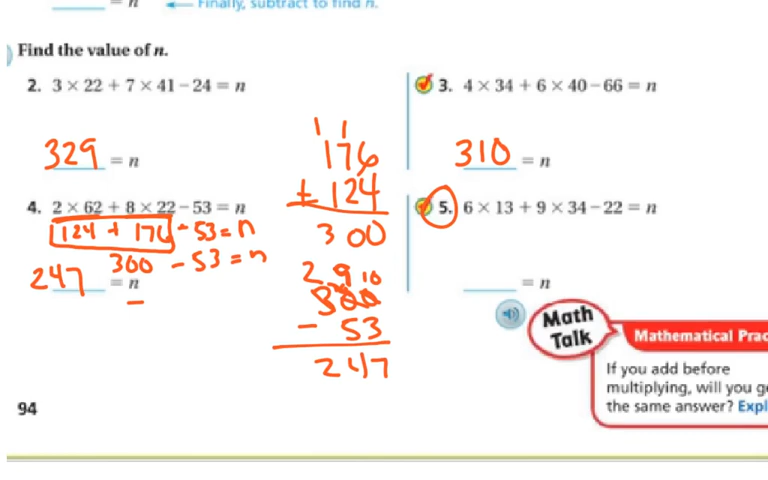 = n ← Finally, subtract to find n.
Find the value of n.
2. 3 × 22 + 7 × 41 − 24 = n
329 = n
3. 4 × 34 + 6 × 40 − 66 = n
310 = n
4. 2 × 62 + 8 × 22 − 53 = n
124 + 176 - 53 = n
300 - 53 = n
247 = n
1 1
176
+ 124
300
2 9 10
300
- 53
247
5. 6 × 13 + 9 × 34 − 22 = n
= n
Math
Talk
Mathematical Prac
If you add before
multiplying, will you ge
the same answer? Expl
94